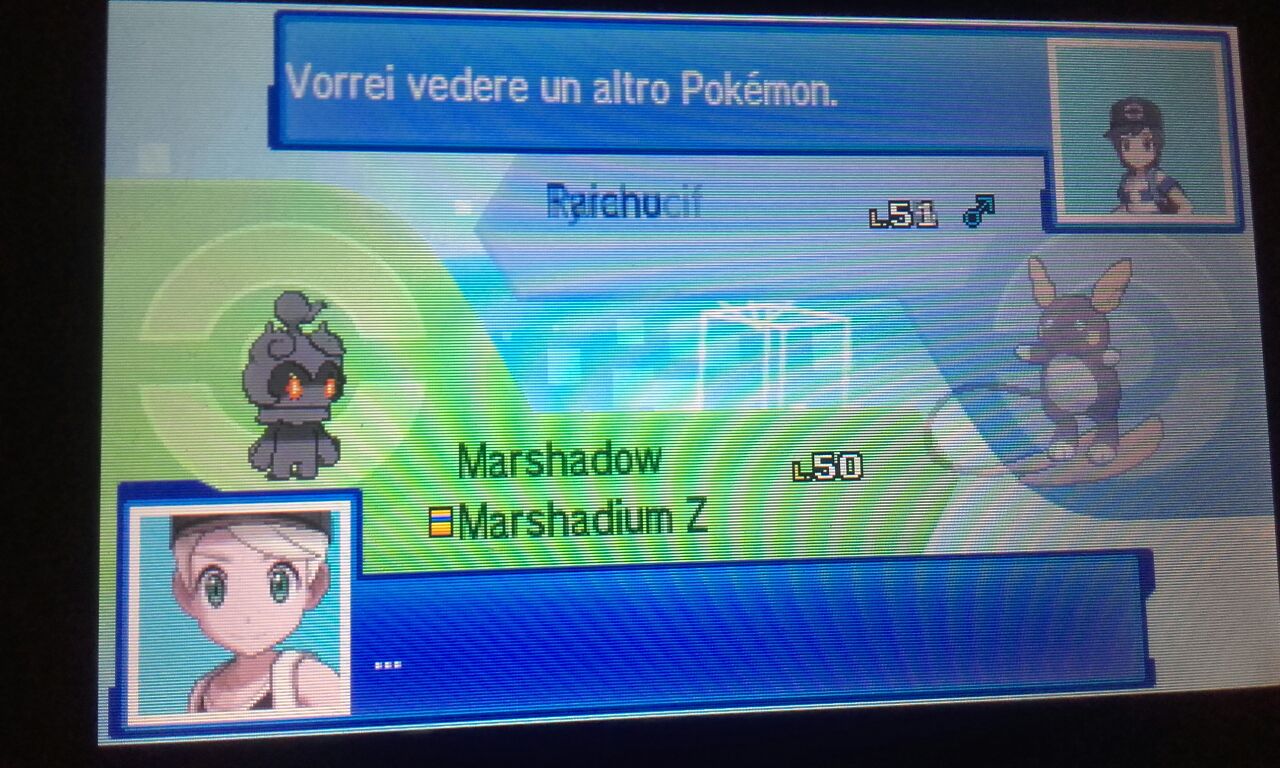 Vorrei vedere un altro Pokémon.
L.51 ♂
Marshadow L.50
Marshadium Z
...